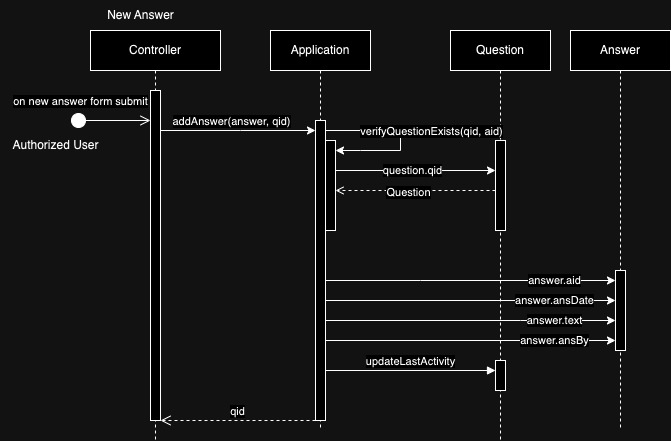 New Answer
Controller
Application
Question
Answer
on new answer form submit
Authorized User
addAnswer(answer, qid)
verifyQuestionExists(qid, aid)
question.qid
Question
answer.aid
answer.ansDate
answer.text
answer.ansBy
updateLastActivity
qid